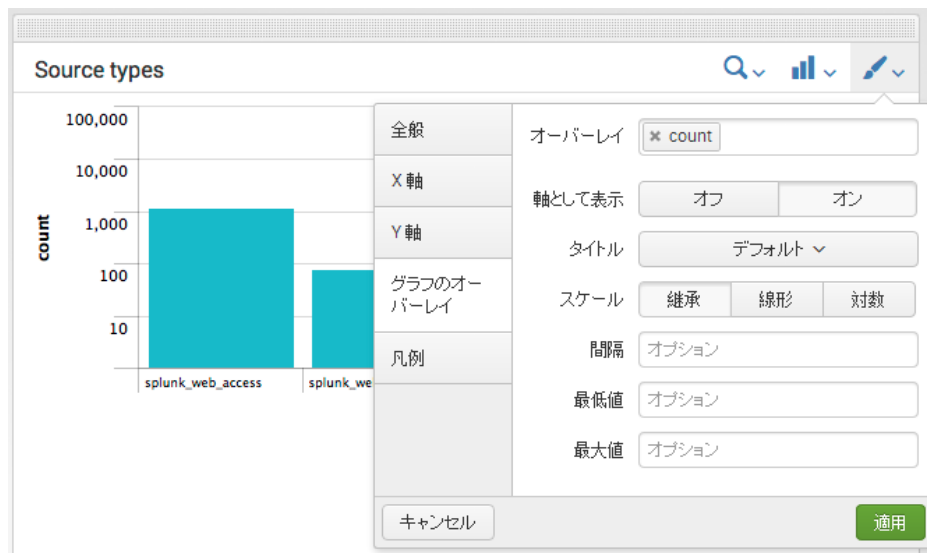 Source types
100,000
10,000
1,000
100
10
count
splunk_web_access
splunk_we
全般
X 軸
Y 軸
グラフのオー
バーレイ
凡例
オーバーレイ
× count
軸として表示
オフ
オン
タイトル
デフォルト
スケール
継承
線形
対数
間隔
オプション
最低値
オプション
最大値
オプション
キャンセル
適用